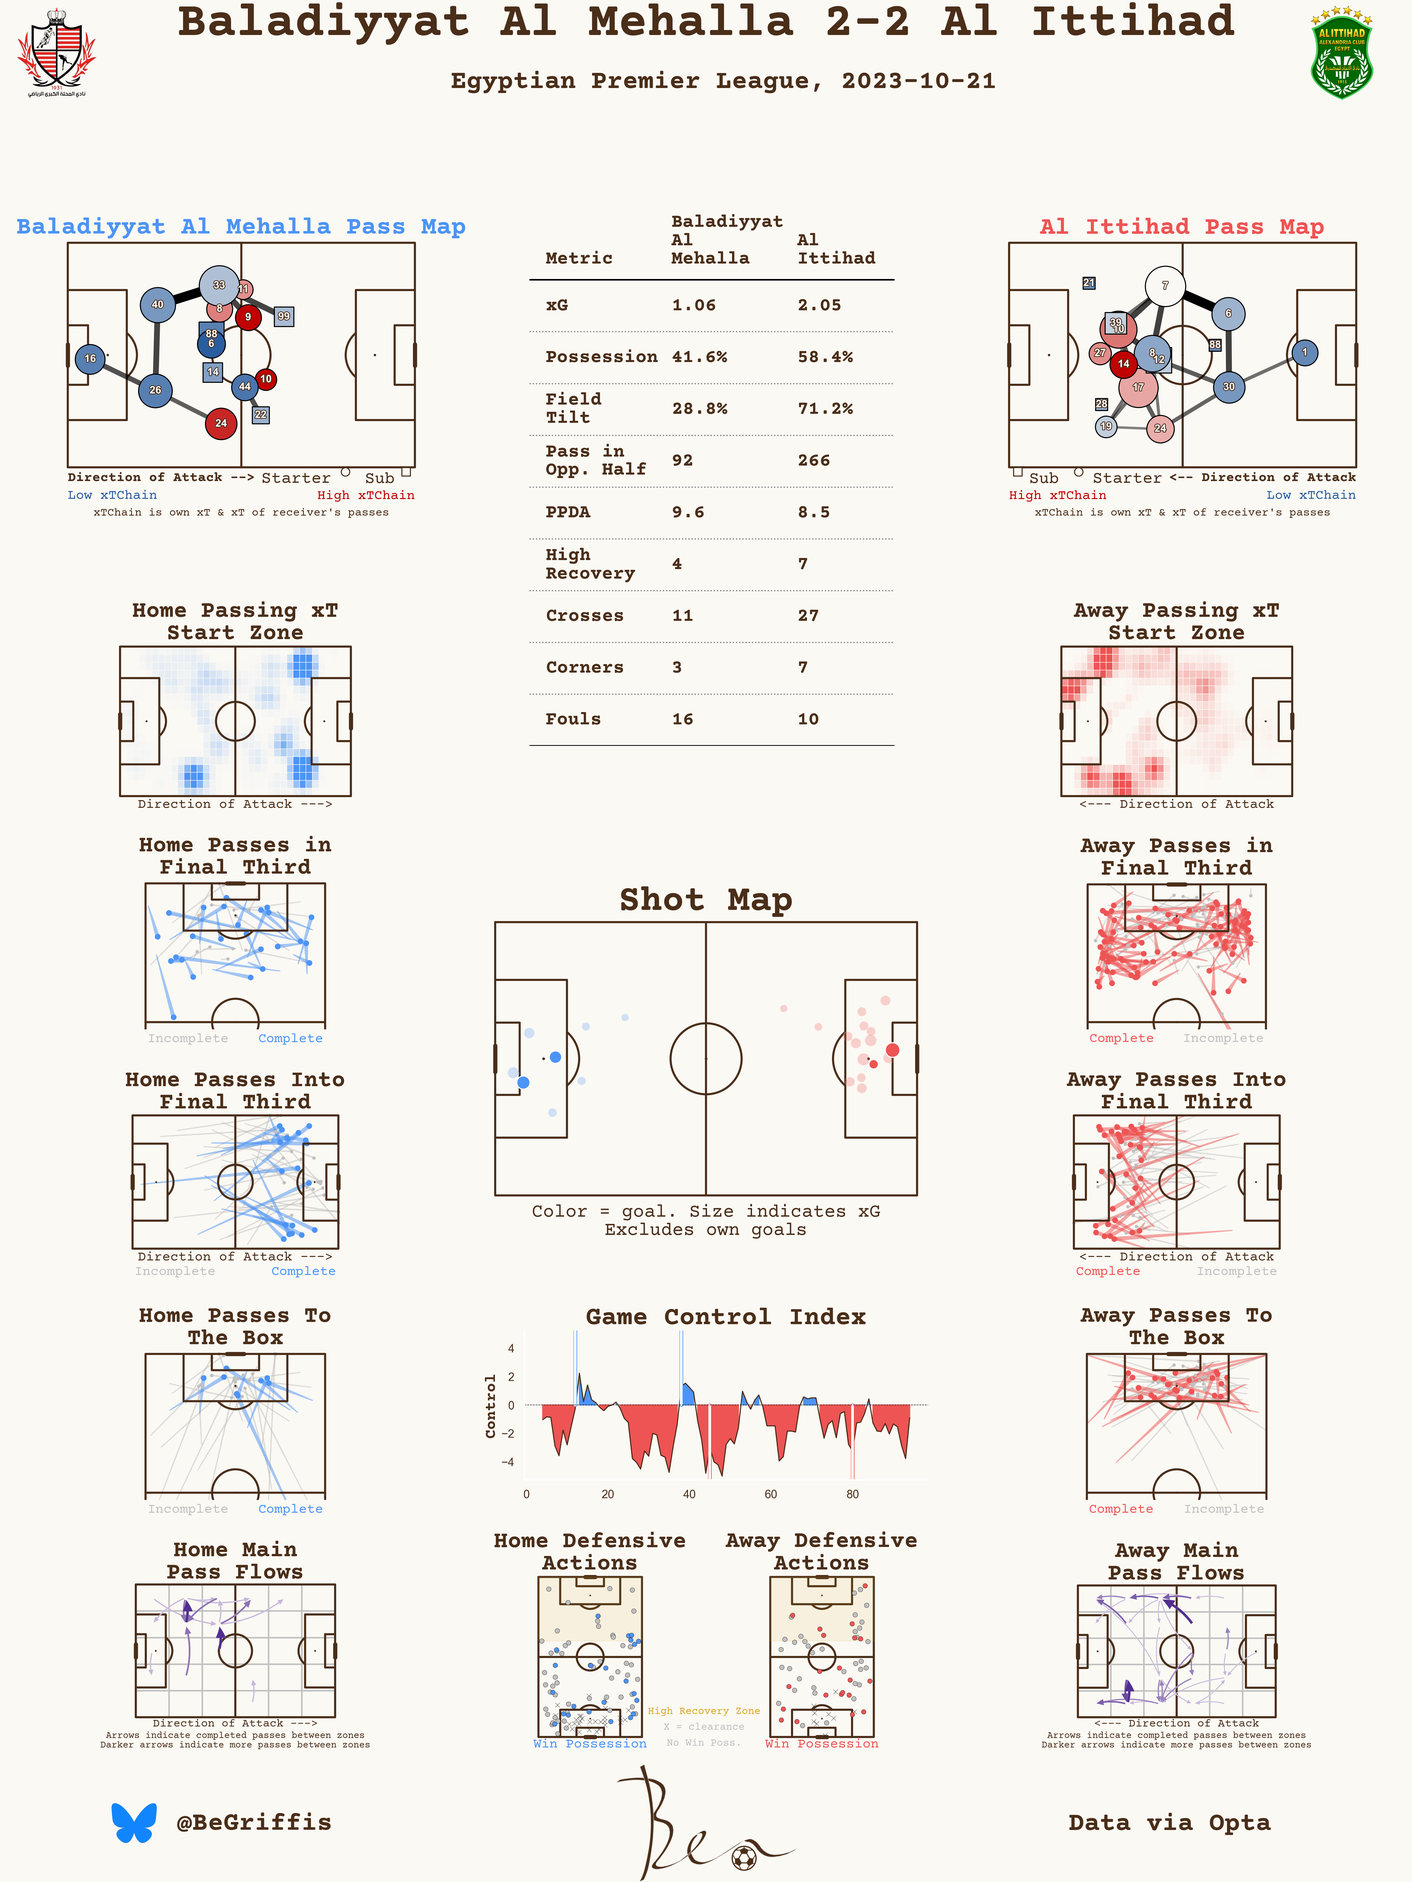 Baladiyyat Al Mehalla 2-2 Al Ittihad
Egyptian Premier League, 2023-10-21
1931
نادي المحلة الكبرى الرياضي
AL ITTIHAD
ALEXANDRIA CLUB
EGYPT
1914
Baladiyyat Al Mehalla Pass Map
33
11
40
8
9
99
88
6
16
14
10
26
44
22
24
Direction of Attack --> Starter Sub
Low xTChain High xTChain
xTChain is own xT & xT of receiver's passes
Metric Baladiyyat Al Mehalla Al Ittihad
xG 1.06 2.05
Possession 41.6% 58.4%
Field Tilt 28.8% 71.2%
Pass in Opp. Half 92 266
PPDA 9.6 8.5
High Recovery 4 7
Crosses 11 27
Corners 3 7
Fouls 16 10
Al Ittihad Pass Map
21
7
6
39
10
88
27
8
1
14
12
17
30
28
19
24
Sub Starter <-- Direction of Attack
High xTChain Low xTChain
xTChain is own xT & xT of receiver's passes
Home Passing xT
Start Zone
Direction of Attack --->
Away Passing xT
Start Zone
<--- Direction of Attack
Home Passes in
Final Third
Incomplete Complete
Away Passes in
Final Third
Complete Incomplete
Shot Map
Color = goal. Size indicates xG
Excludes own goals
Home Passes Into
Final Third
Direction of Attack --->
Incomplete Complete
Away Passes Into
Final Third
<--- Direction of Attack
Complete Incomplete
Home Passes To
The Box
Incomplete Complete
Game Control Index
Control
4
2
0
−2
−4
0 20 40 60 80
Away Passes To
The Box
Complete Incomplete
Home Main
Pass Flows
Direction of Attack --->
Arrows indicate completed passes between zones
Darker arrows indicate more passes between zones
Home Defensive
Actions
Win Possession
High Recovery Zone
X = clearance
No Win Poss.
Away Defensive
Actions
Win Possession
Away Main
Pass Flows
<--- Direction of Attack
Arrows indicate completed passes between zones
Darker arrows indicate more passes between zones
@BeGriffis
Ben
Data via Opta